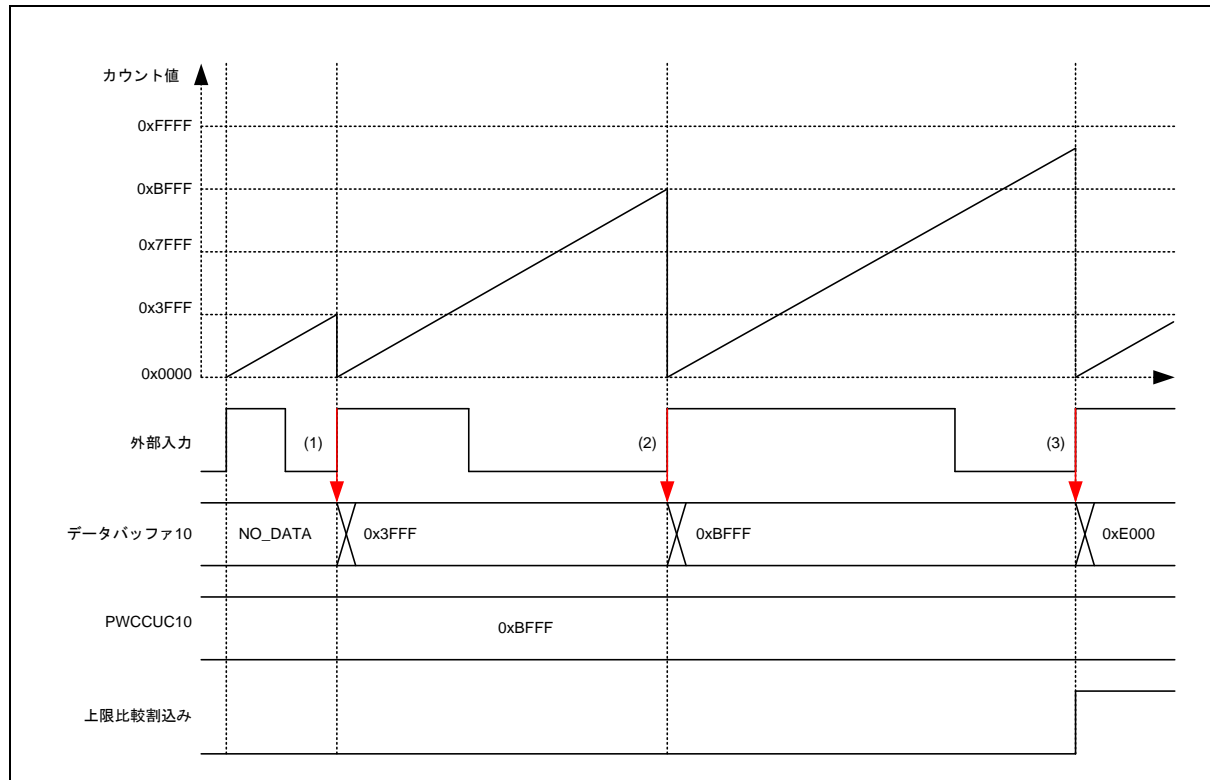 カウント値
0xFFFF
0xBFFF
0x7FFF
0x3FFF
0x0000
外部入力
(1)
(2)
(3)
データバッファ10
NO_DATA
0x3FFF
0xBFFF
0xE000
PWCCUC10
0xBFFF
上限比較割込み